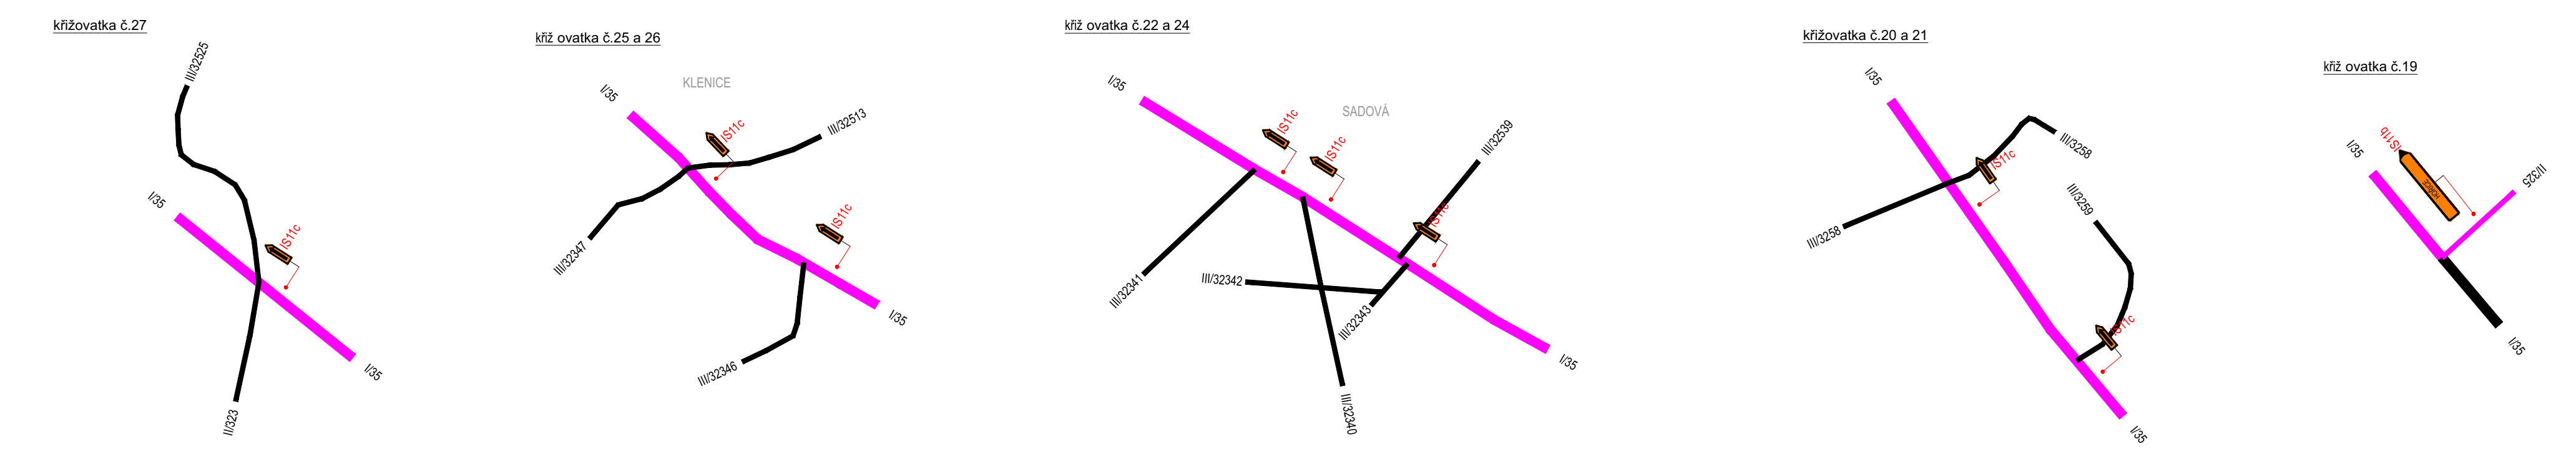 křižovatka č.27
III/32525
I/35
IS11c
I/35
II/323
křiž ovatka č.25 a 26
KLENICE
I/35
IS11c
III/32513
III/32347
IS11c
I/35
III/32346
křiž ovatka č.22 a 24
SADOVÁ
I/35
IS11c
IS11c
III/32539
IS11c
III/32341
III/32342
III/32343
I/35
III/32340
křižovatka č.20 a 21
I/35
III/3258
IS11c
III/3259
III/3258
IS11c
I/35
křiž ovatka č.19
IS11b
I/35
HOŘICE
II/325
I/35